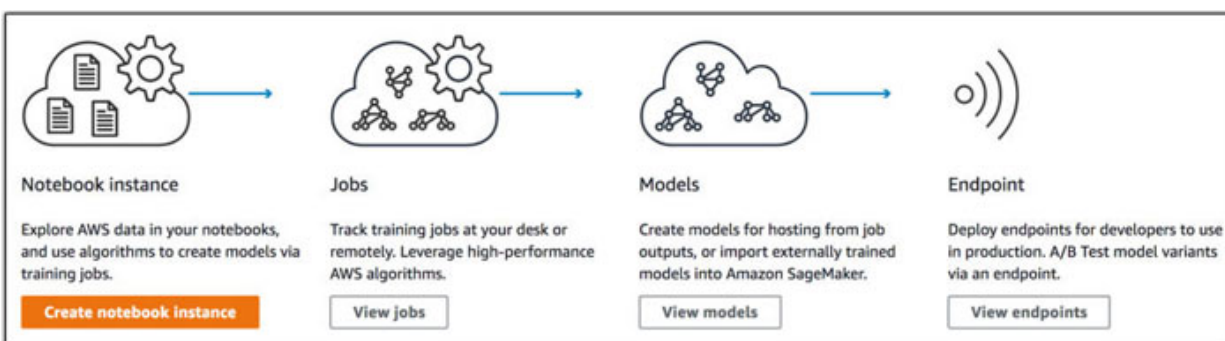 Notebook instance
Explore AWS data in your notebooks,
and use algorithms to create models via
training jobs.
Create notebook instance
Jobs
Track training jobs at your desk or
remotely. Leverage high-performance
AWS algorithms.
View jobs
Models
Create models for hosting from job
outputs, or import externally trained
models into Amazon SageMaker.
View models
Endpoint
Deploy endpoints for developers to use
in production. A/B Test model variants
via an endpoint.
View endpoints